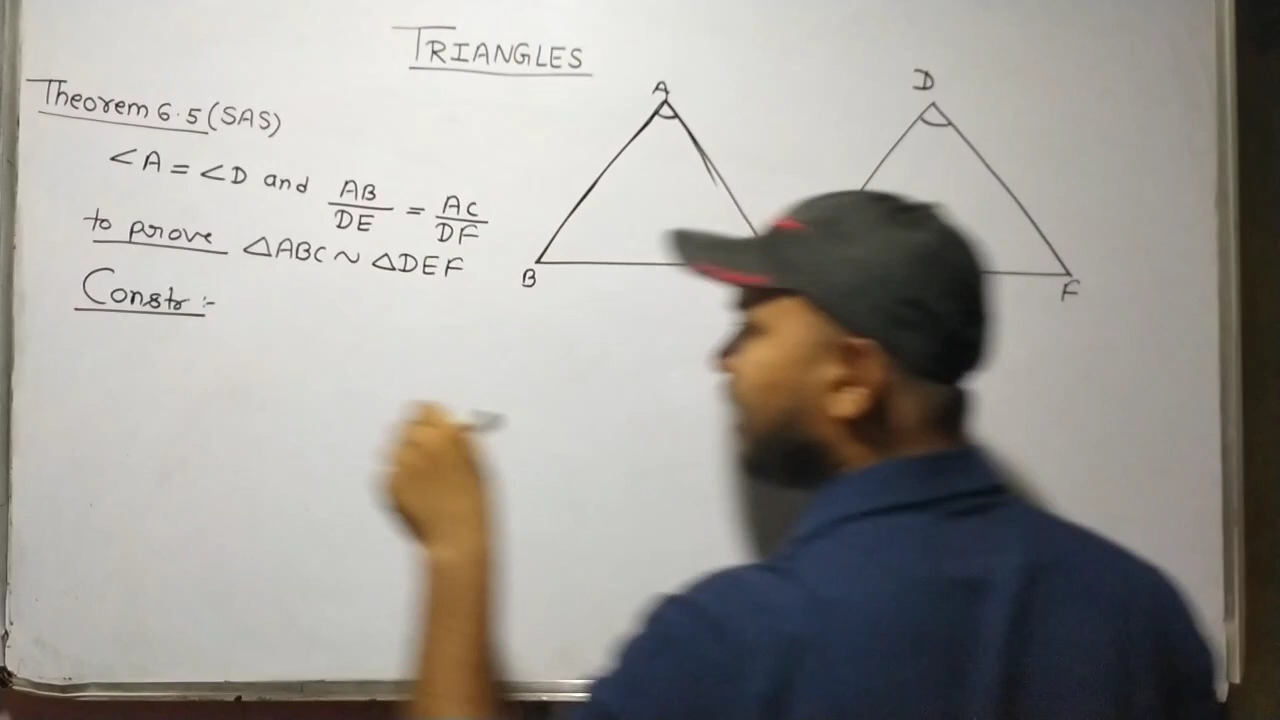 TRIANGLES
Theorem 6.5 (SAS)
∠A = ∠D and AB/DE = AC/DF
to prove △ABC ~ △DEF
Constr :-
A
B
D
F